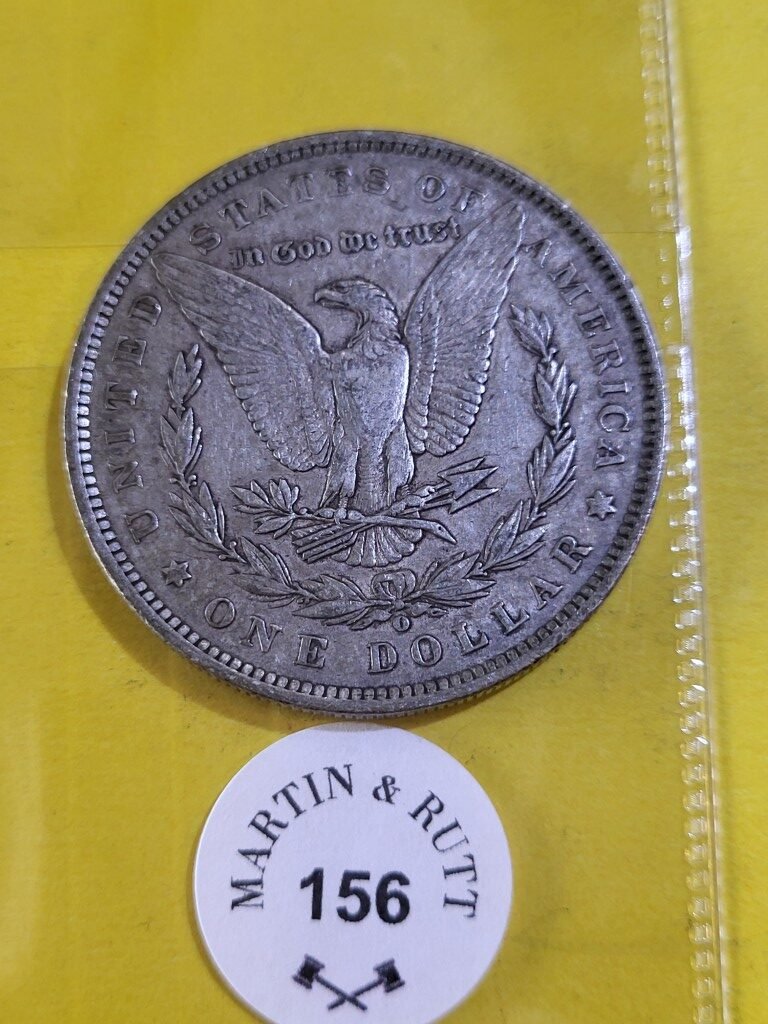 UNITED STATES OF AMERICA
In God we trust
ONE DOLLAR
O
MARTIN & RUTT
156